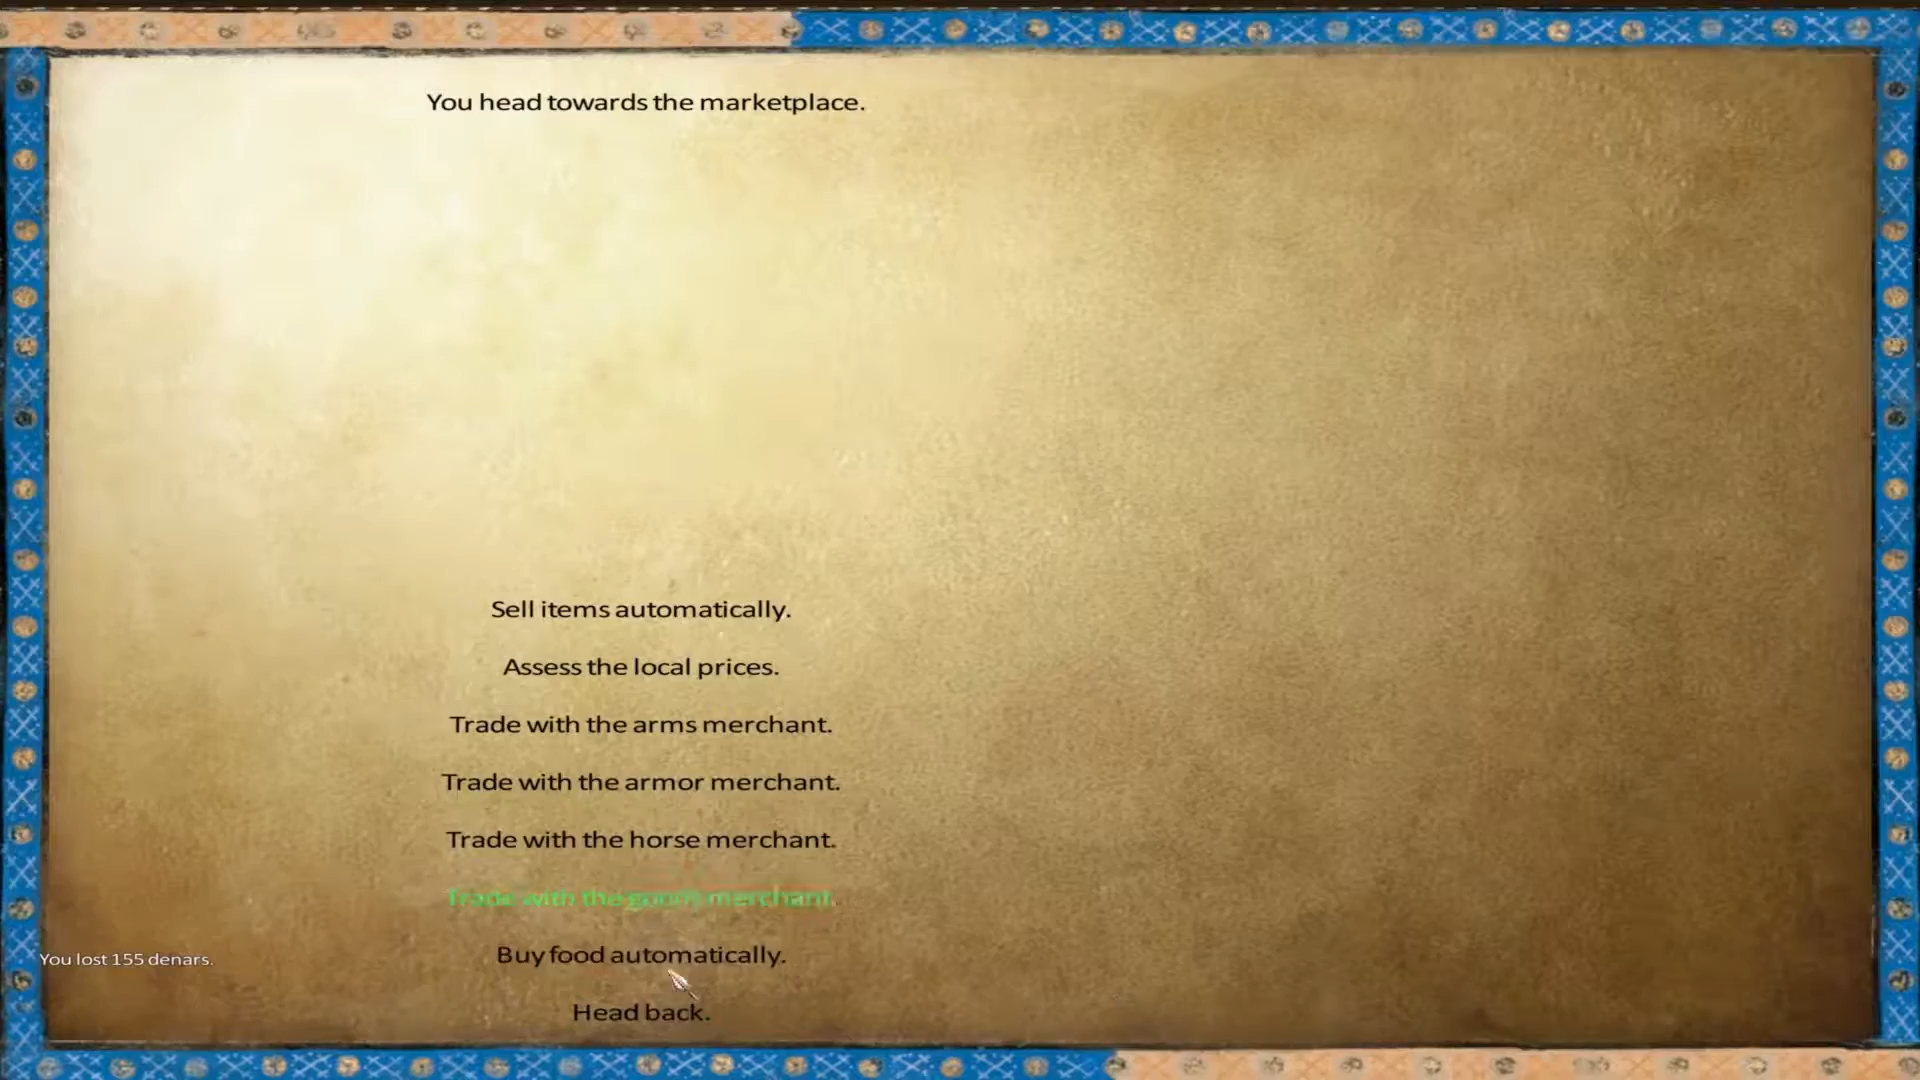 You head towards the marketplace.
Sell items automatically.
Assess the local prices.
Trade with the arms merchant.
Trade with the armor merchant.
Trade with the horse merchant.
Trade with the goods merchant.
Buy food automatically.
You lost 155 denars.
Head back.